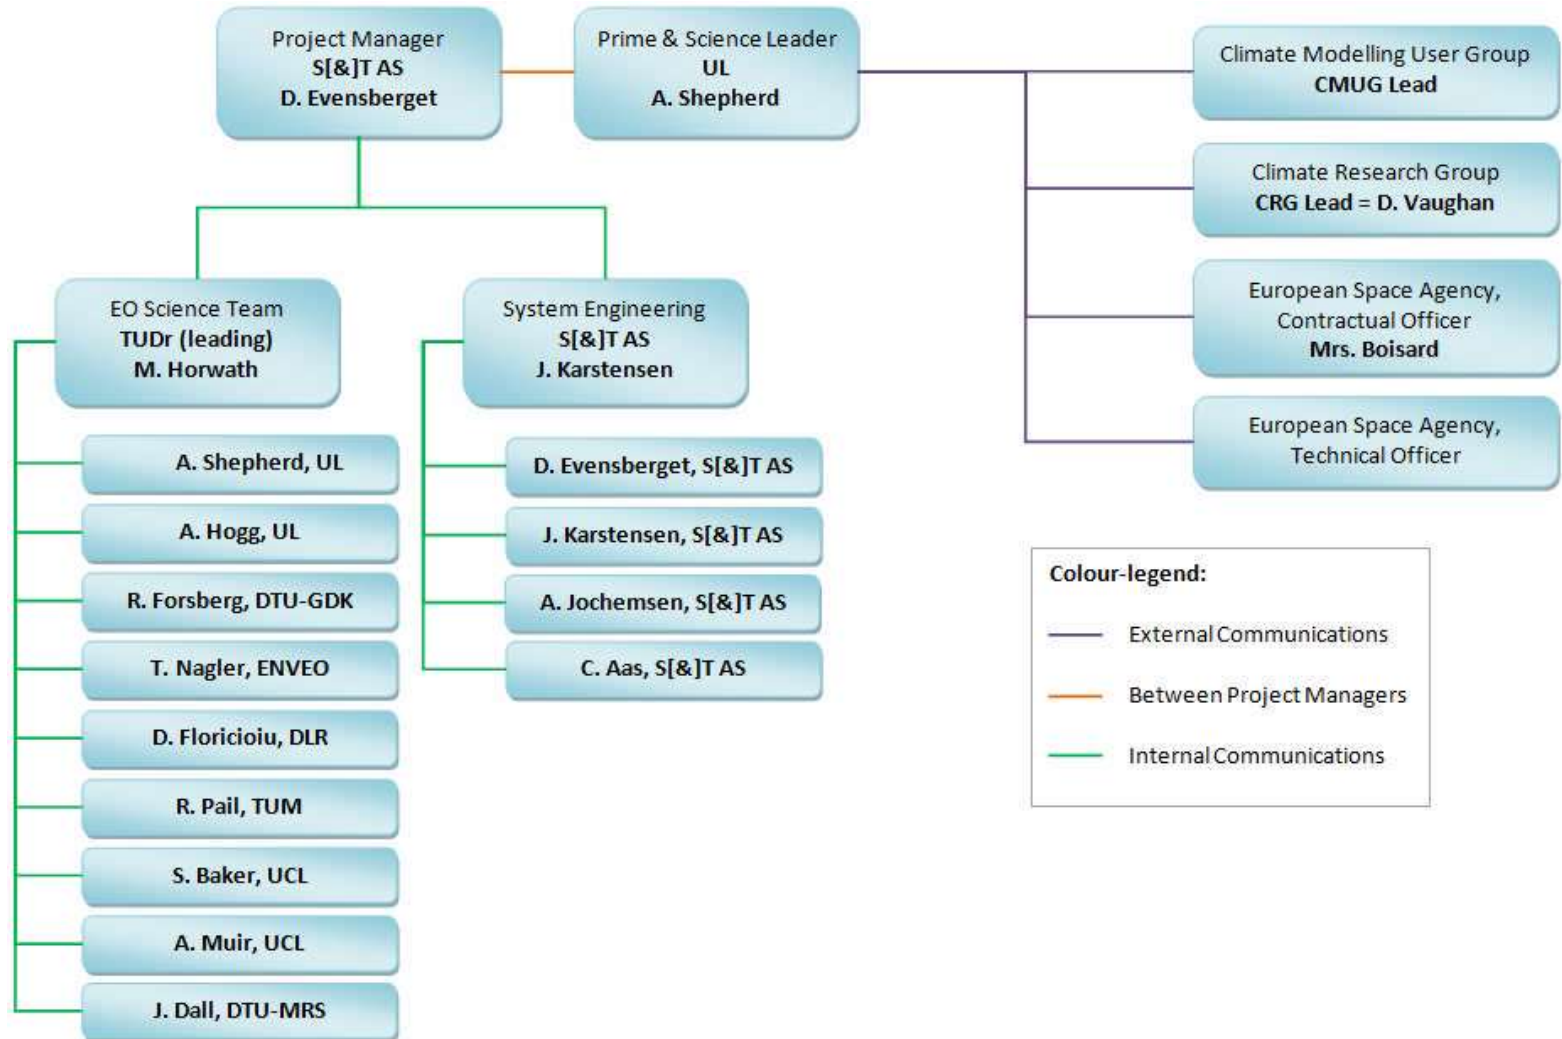 Project Manager
S[&]T AS
D. Evensberget
Prime & Science Leader
UL
A. Shepherd
Climate Modelling User Group
CMUG Lead
Climate Research Group
CRG Lead = D. Vaughan
European Space Agency,
Contractual Officer
Mrs. Boisard
European Space Agency,
Technical Officer
EO Science Team
TUDr (leading)
M. Horwath
A. Shepherd, UL
A. Hogg, UL
R. Forsberg, DTU-GDK
T. Nagler, ENVEO
D. Floricioiu, DLR
R. Pail, TUM
S. Baker, UCL
A. Muir, UCL
J. Dall, DTU-MRS
System Engineering
S[&]T AS
J. Karstensen
D. Evensberget, S[&]T AS
J. Karstensen, S[&]T AS
A. Jochemsen, S[&]T AS
C. Aas, S[&]T AS
Colour-legend:
External Communications
Between Project Managers
Internal Communications